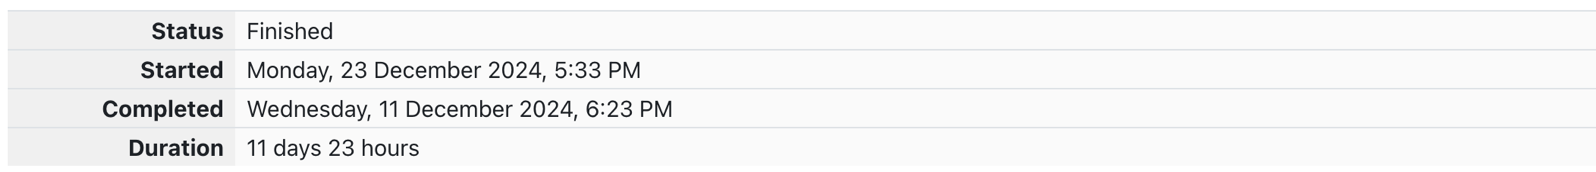 Status Finished
Started Monday, 23 December 2024, 5:33 PM
Completed Wednesday, 11 December 2024, 6:23 PM
Duration 11 days 23 hours